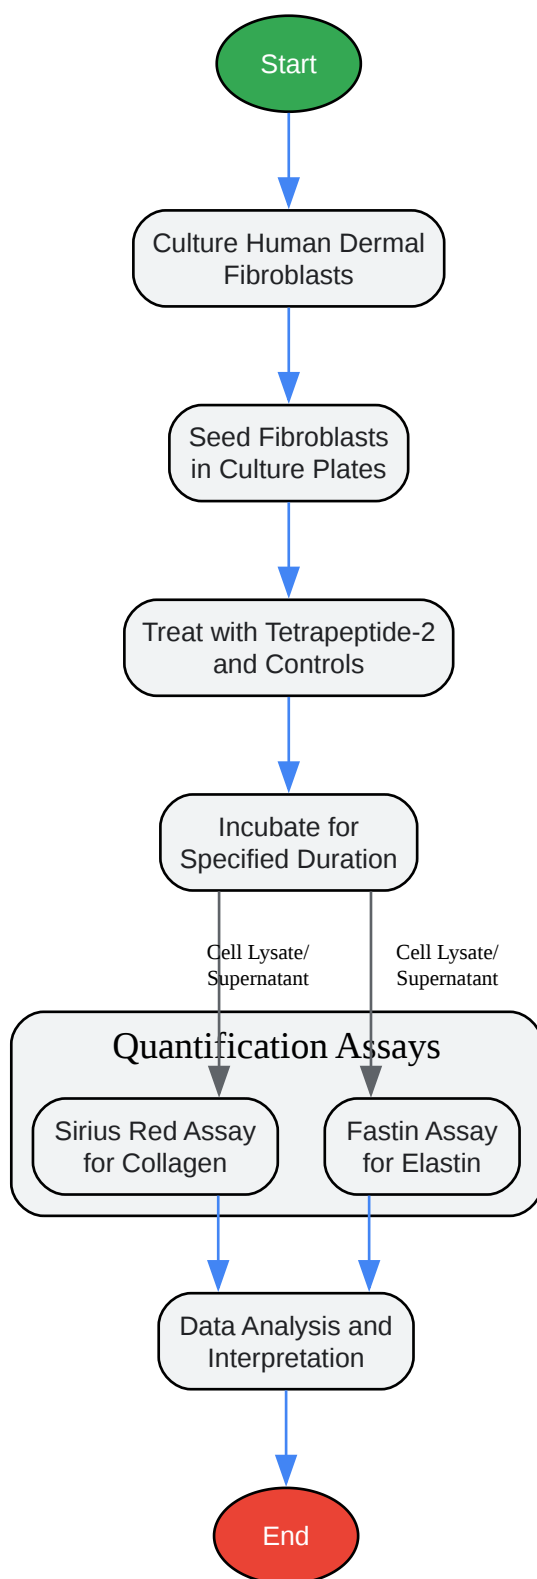 Start
Culture Human Dermal
Fibroblasts
Seed Fibroblasts
in Culture Plates
Treat with Tetrapeptide-2
and Controls
Incubate for
Specified Duration
Cell Lysate/
Supernatant
Cell Lysate/
Supernatant
Quantification Assays
Sirius Red Assay
for Collagen
Fastin Assay
for Elastin
Data Analysis and
Interpretation
End